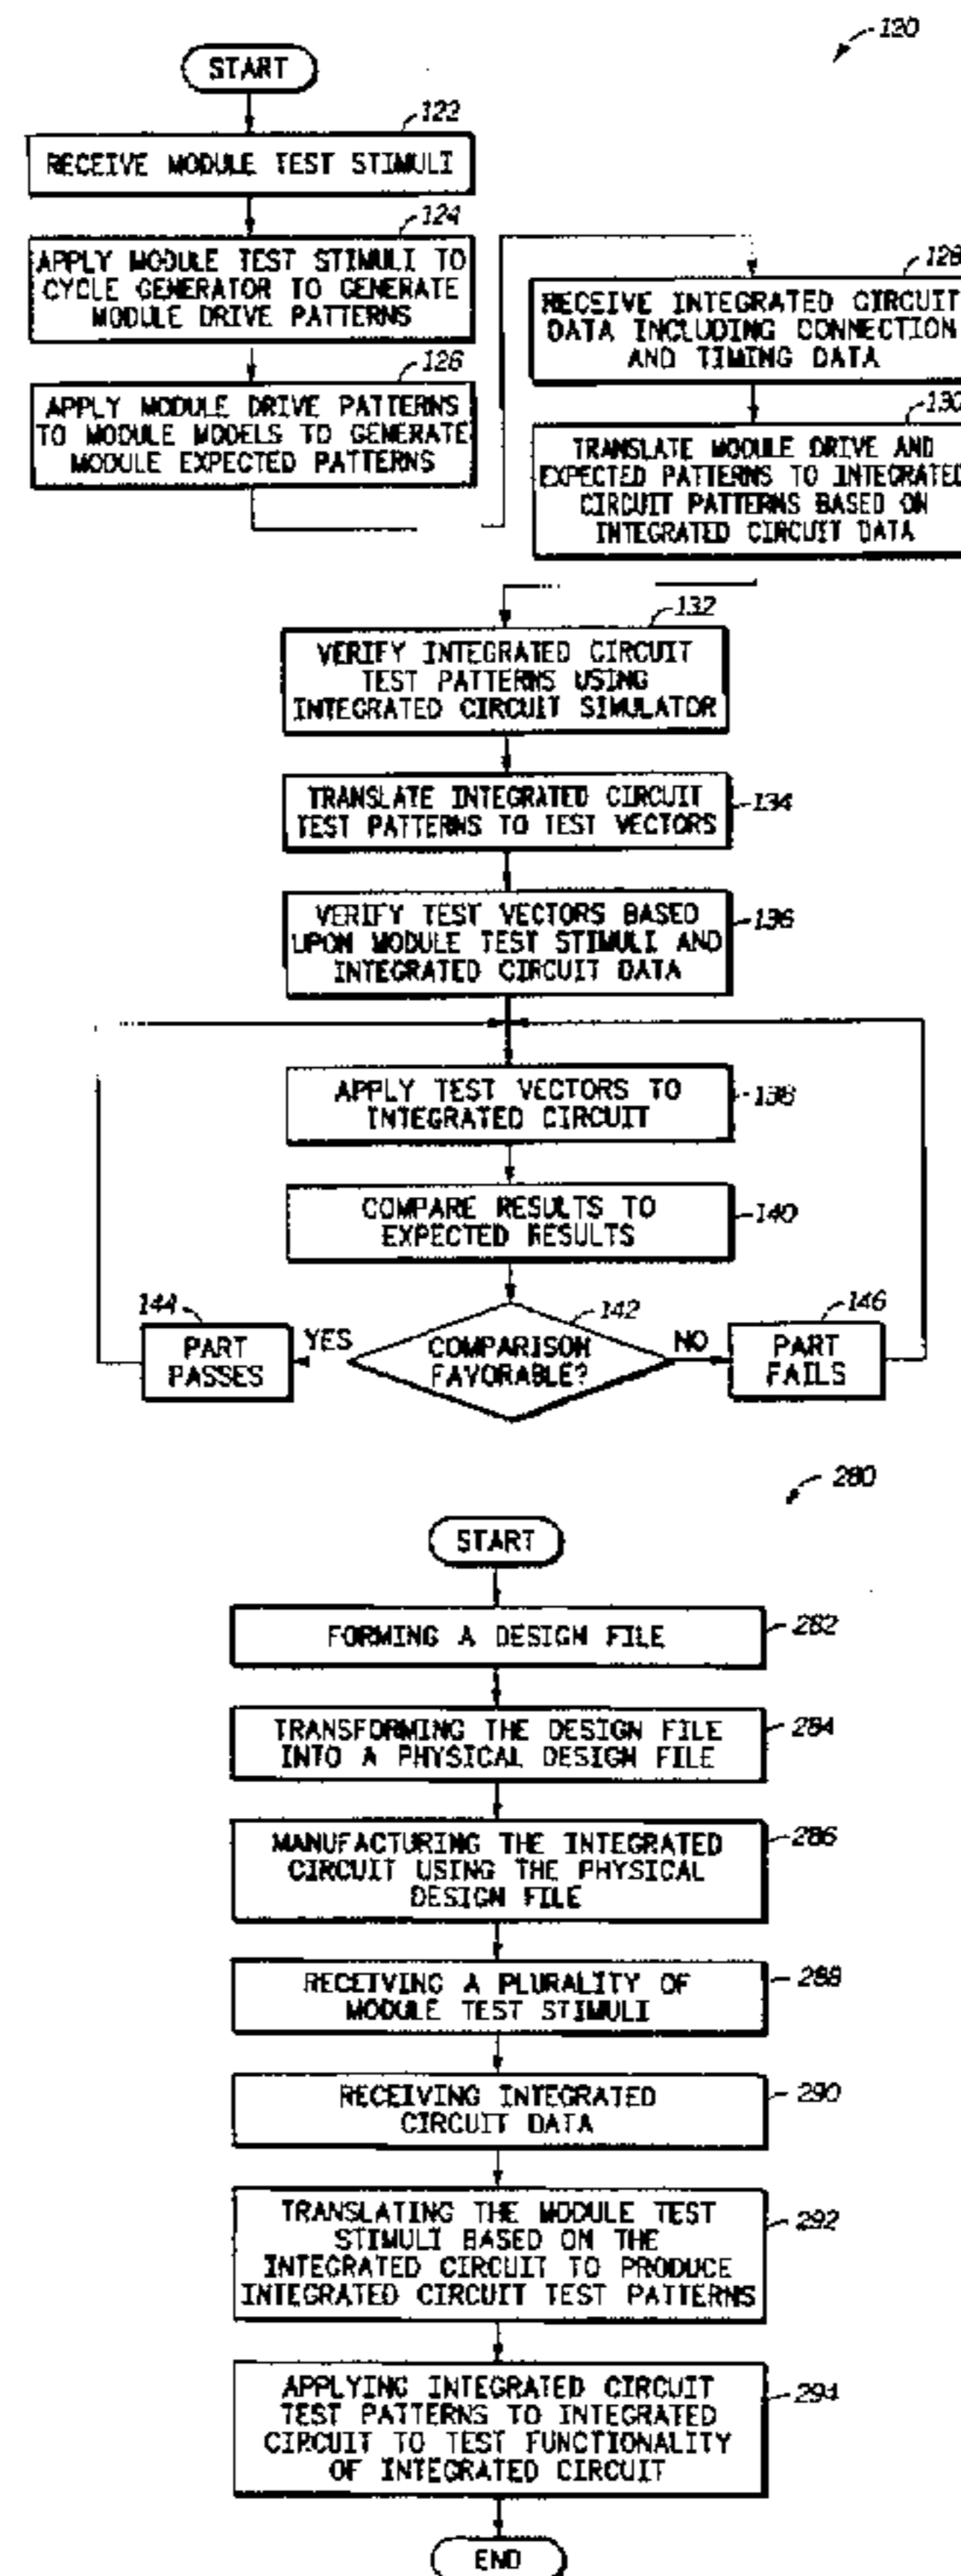 120
START
122
RECEIVE MODULE TEST STIMULI
124
APPLY MODULE TEST STIMULI TO
CYCLE GENERATOR TO GENERATE
MODULE DRIVE PATTERNS
126
APPLY MODULE DRIVE PATTERNS
TO MODULE MODELS TO GENERATE
MODULE EXPECTED PATTERNS
128
RECEIVE INTEGRATED CIRCUIT
DATA INCLUDING CONNECTION
AND TIMING DATA
130
TRANSLATE MODULE DRIVE AND
EXPECTED PATTERNS TO INTEGRATED
CIRCUIT PATTERNS BASED ON
INTEGRATED CIRCUIT DATA
132
VERIFY INTEGRATED CIRCUIT
TEST PATTERNS USING
INTEGRATED CIRCUIT SIMULATOR
TRANSLATE INTEGRATED CIRCUIT
TEST PATTERNS TO TEST VECTORS
134
VERIFY TEST VECTORS BASED
UPON MODULE TEST STIMULI AND
INTEGRATED CIRCUIT DATA
136
APPLY TEST VECTORS TO
INTEGRATED CIRCUIT
138
COMPARE RESULTS TO
EXPECTED RESULTS
140
144
PART
PASSES
YES
142
COMPARISON
FAVORABLE?
NO
146
PART
FAILS
280
START
FORMING A DESIGN FILE
282
TRANSFORMING THE DESIGN FILE
INTO A PHYSICAL DESIGN FILE
284
MANUFACTURING THE INTEGRATED
CIRCUIT USING THE PHYSICAL
DESIGN FILE
286
RECEIVING A PLURALITY OF
MODULE TEST STIMULI
288
RECEIVING INTEGRATED
CIRCUIT DATA
290
TRANSLATING THE MODULE TEST
STIMULI BASED ON THE
INTEGRATED CIRCUIT TO PRODUCE
INTEGRATED CIRCUIT TEST PATTERNS
292
APPLYING INTEGRATED CIRCUIT
TEST PATTERNS TO INTEGRATED
CIRCUIT TO TEST FUNCTIONALITY
OF INTEGRATED CIRCUIT
294
END